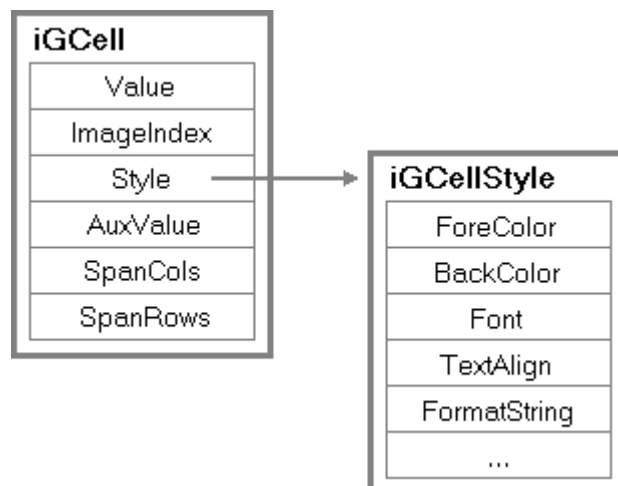 iGCell
Value
ImageIndex
Style
AuxValue
SpanCols
SpanRows
iGCellStyle
ForeColor
BackColor
Font
TextAlign
FormatString
...